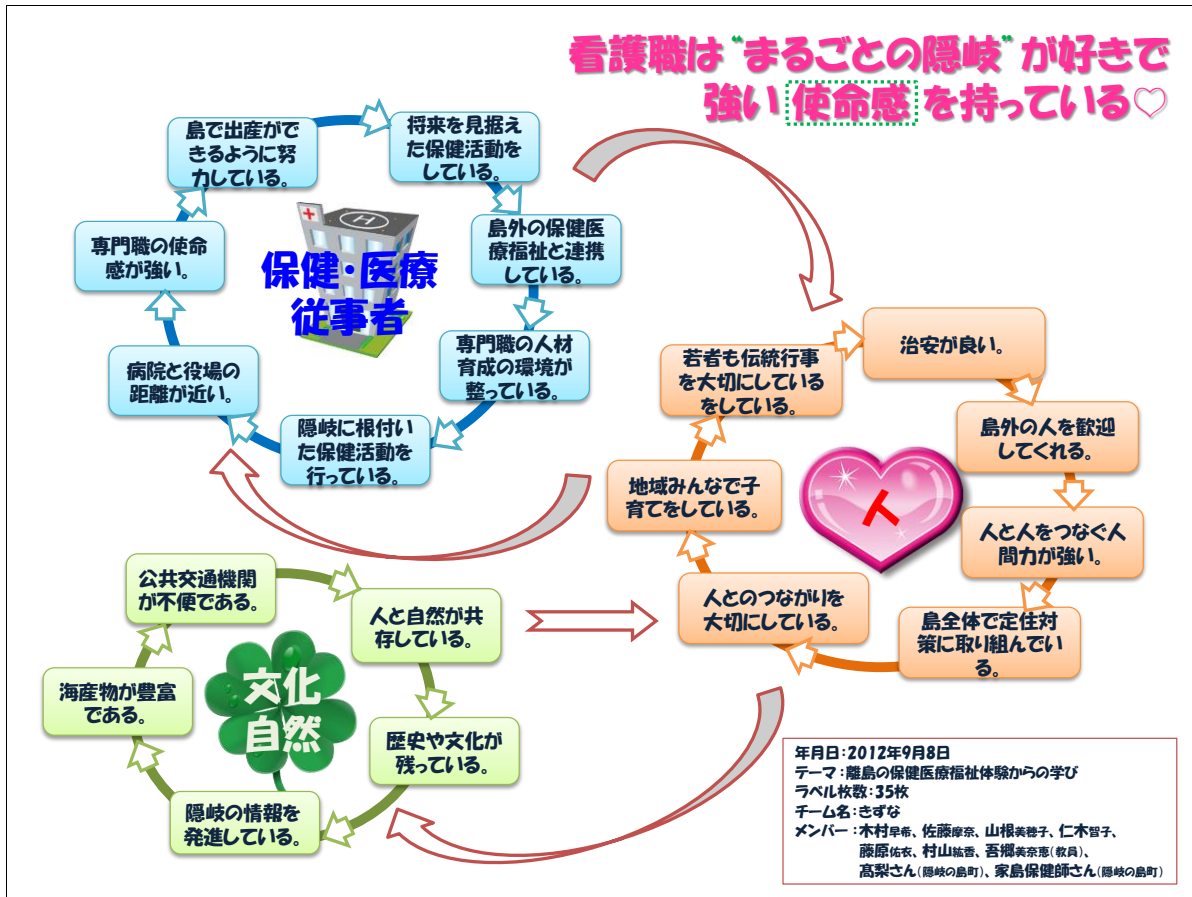 看護職は“まるごとの隠岐”が好きで
強い使命感を持っている♡
島で出産がで
きるように努
力している。
将来を見据え
た保健活動を
している。
島外の保健医
療福祉と連携
している。
専門職の人材
育成の環境が
整っている。
隠岐に根付い
た保健活動を
行っている。
病院と役場の
距離が近い。
専門職の使命
感が強い。
H
保健・医療
従事者
治安が良い。
島外の人を歓迎
してくれる。
人と人をつなぐ人
間力が強い。
島全体で定住対
策に取り組んでい
る。
人とのつながりを
大切にしている。
地域みんなで子
育てをしている。
若者も伝統行事
を大切にしている
をしている。
人
公共交通機関
が不便である。
人と自然が共
存している。
歴史や文化が
残っている。
隠岐の情報を
発進している。
海産物が豊富
である。
文化
自然
年月日：2012年9月8日
テーマ：離島の保健医療福祉体験からの学び
ラベル枚数：35枚
チーム名：きずな
メンバー：木村早希、佐藤摩奈、山根美穂子、仁木智子、
藤原佑衣、村山紘香、吾郷美奈恵（教員）、
髙梨さん（隠岐の島町）、家島保健師さん（隠岐の島町）